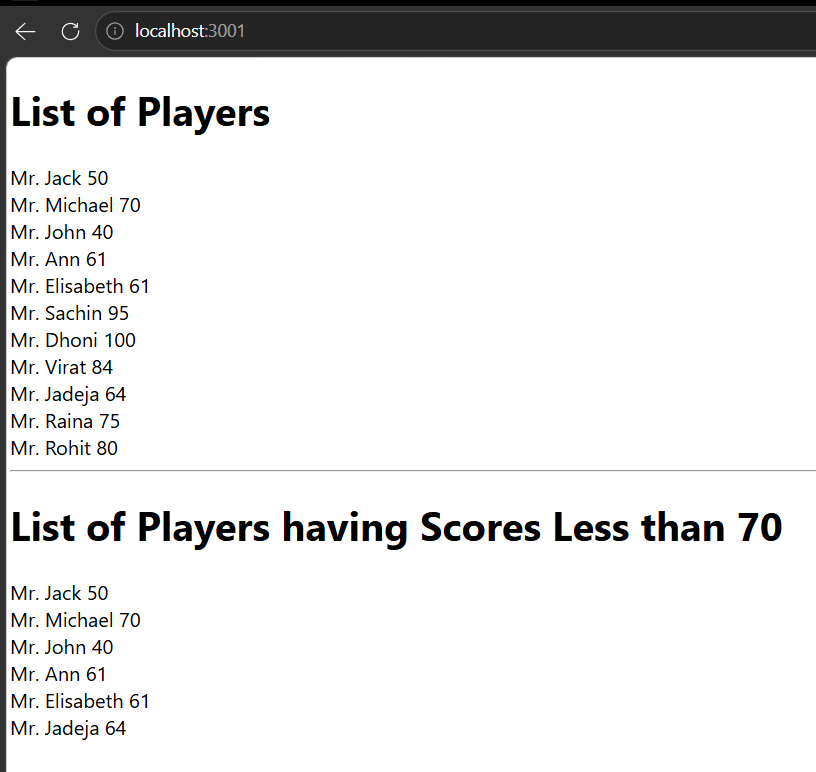 localhost:3001
List of Players
Mr. Jack 50
Mr. Michael 70
Mr. John 40
Mr. Ann 61
Mr. Elisabeth 61
Mr. Sachin 95
Mr. Dhoni 100
Mr. Virat 84
Mr. Jadeja 64
Mr. Raina 75
Mr. Rohit 80
List of Players having Scores Less than 70
Mr. Jack 50
Mr. Michael 70
Mr. John 40
Mr. Ann 61
Mr. Elisabeth 61
Mr. Jadeja 64